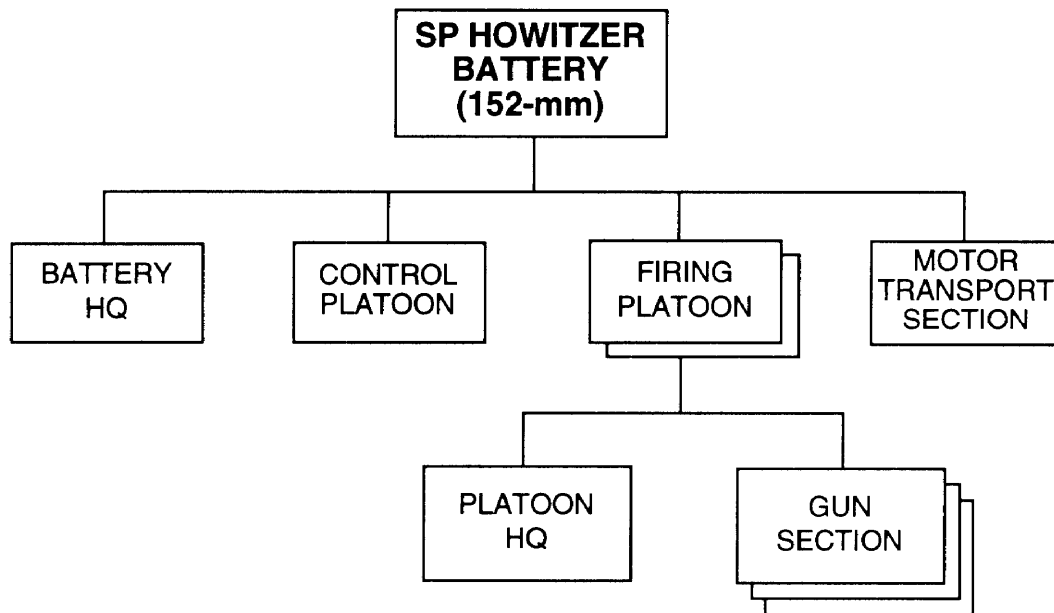 SP HOWITZER
BATTERY
(152-mm)
BATTERY
HQ
CONTROL
PLATOON
FIRING
PLATOON
MOTOR
TRANSPORT
SECTION
PLATOON
HQ
GUN
SECTION